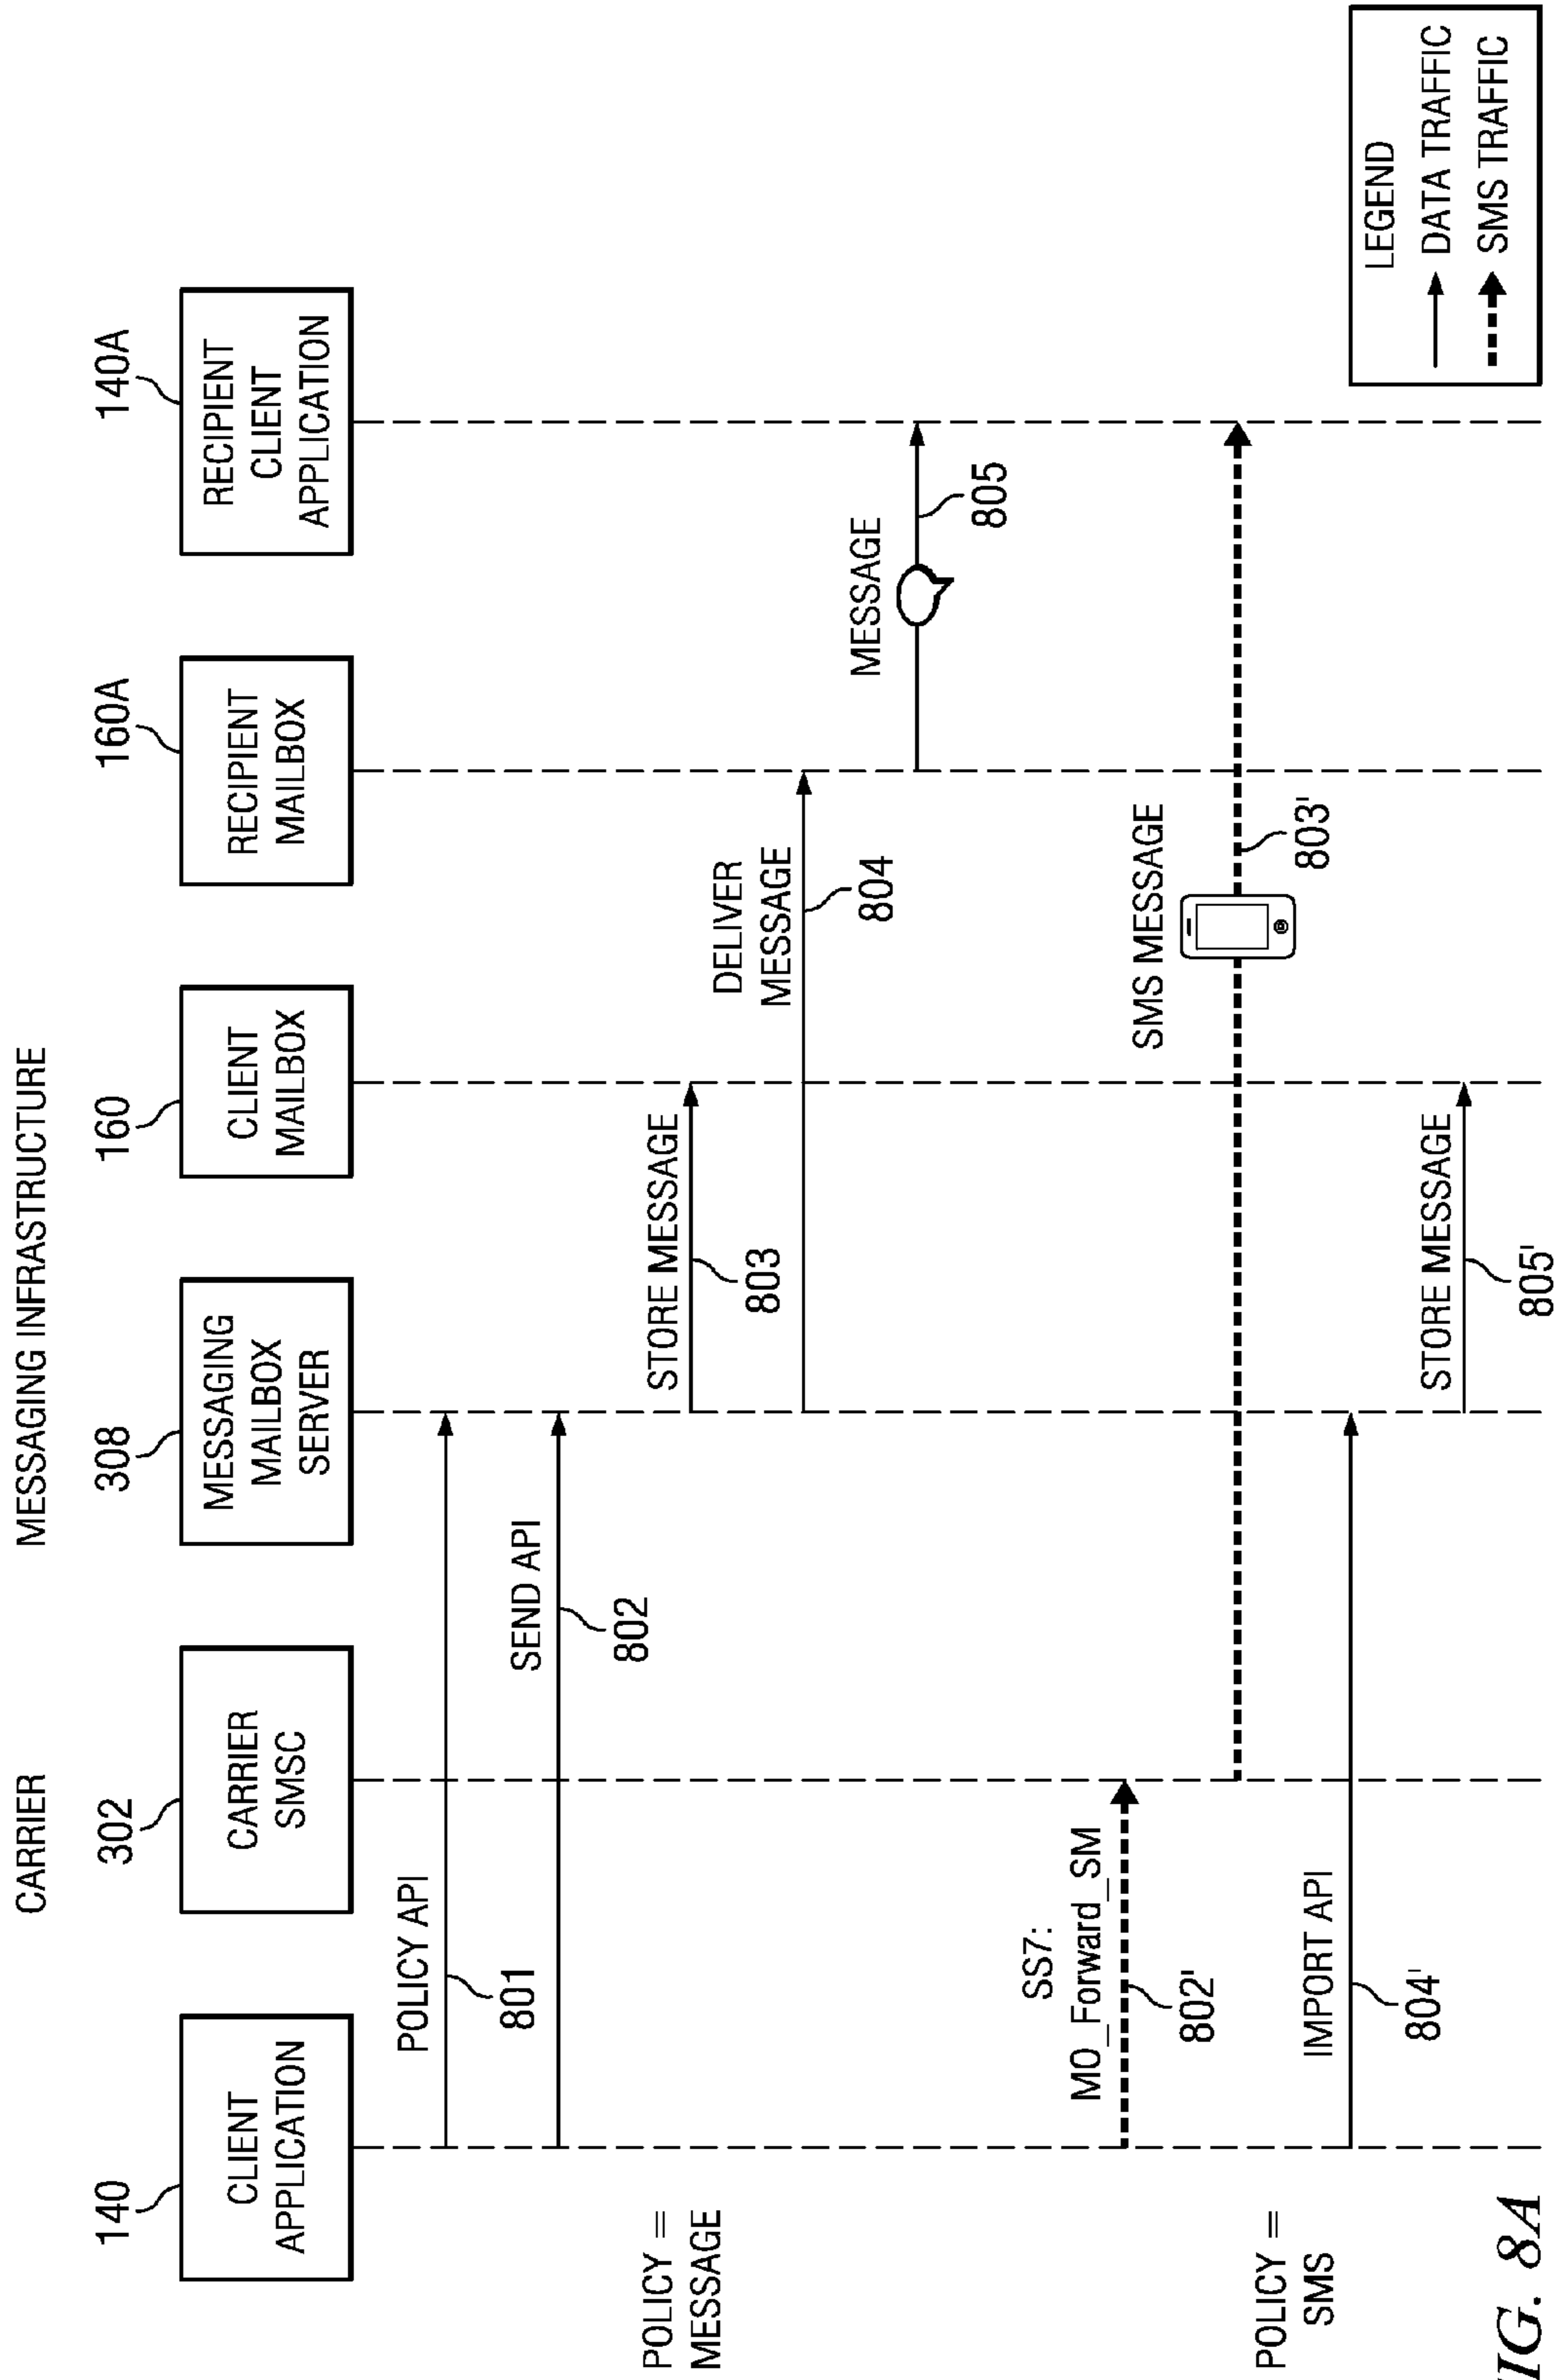 CARRIER
MESSAGING INFRASTRUCTURE
140
302
308
160
160A
140A
CLIENT
APPLICATION
CARRIER
SMSC
MESSAGING
MAILBOX
SERVER
CLIENT
MAILBOX
RECIPIENT
MAILBOX
RECIPIENT
CLIENT
APPLICATION
POLICY API
801
SEND API
802
POLICY =
MESSAGE
STORE MESSAGE
803
DELIVER
MESSAGE
804
MESSAGE
805
SS7:
MO_Forward_SM
802'
SMS MESSAGE
803'
POLICY =
SMS
IMPORT API
804'
STORE MESSAGE
805'
LEGEND
DATA TRAFFIC
SMS TRAFFIC
IG. 8A